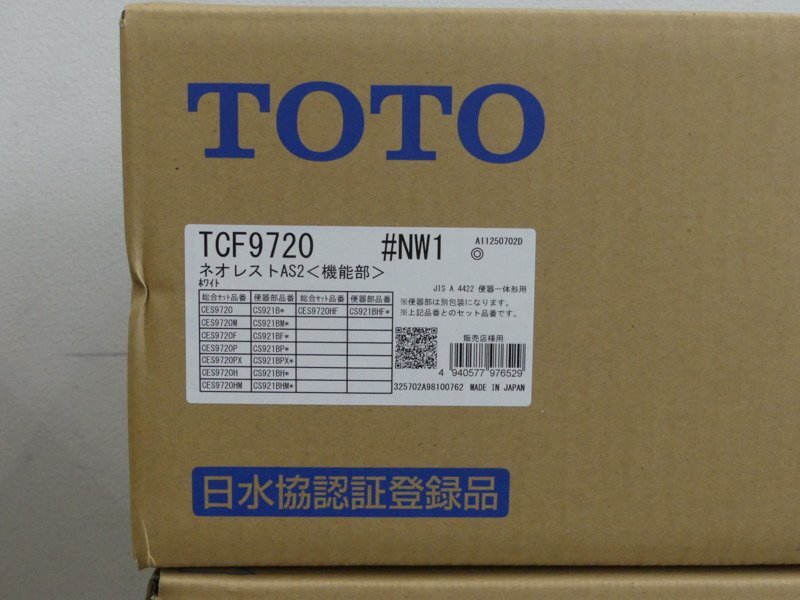 TOTO
TCF9720 #NW1 A11250702D
ネオレストAS2＜機能部＞ ◎
ホワイト
JIS A 4422 便器一体形用
総合セット品番 便器部品番 総合セット品番 便器部品番
CES9720 CS921B* CES9720HF CS921BHF*
CES9720M CS921BM*
CES9720F CS921BF*
CES9720P CS921BP*
CES9720PX CS921BPX*
CES9720H CS921BH*
CES9720HM CS921BHM*
※便器部は別包装になります。
※上記品番とのセット品番です。
販売店様用
4 940577 976529
325702A98100762 MADE IN JAPAN
日水協認証登録品